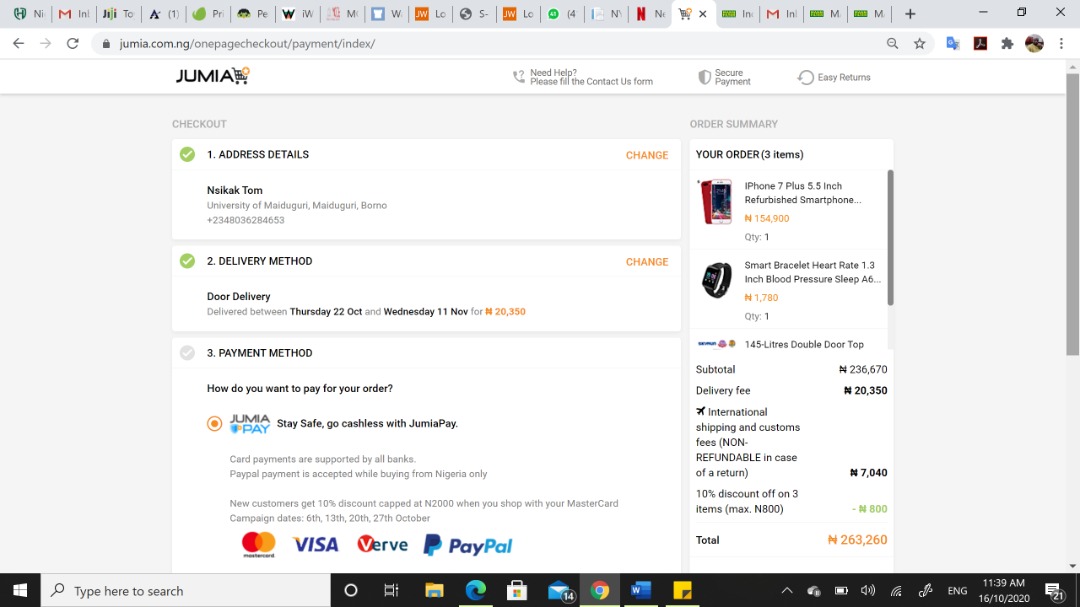 Ni
Inl
Jiji To
(1)
Pri
Pe
iW
M(
W
JW Lo
S-
JW Lo
(4
N'
Ne
In
Inl
M
M
jumia.com.ng/onepagecheckout/payment/index/
JUMIA
Need Help?
Please fill the Contact Us form
Secure
Payment
Easy Returns
CHECKOUT
1. ADDRESS DETAILS
CHANGE
Nsikak Tom
University of Maiduguri, Maiduguri, Borno
+2348036284653
2. DELIVERY METHOD
CHANGE
Door Delivery
Delivered between Thursday 22 Oct and Wednesday 11 Nov for ₦ 20,350
3. PAYMENT METHOD
How do you want to pay for your order?
JUMIA
PAY
Stay Safe, go cashless with JumiaPay.
Card payments are supported by all banks.
Paypal payment is accepted while buying from Nigeria only
New customers get 10% discount capped at N2000 when you shop with your MasterCard
Campaign dates: 6th, 13th, 20th, 27th October
mastercard
VISA
Verve
PayPal
ORDER SUMMARY
YOUR ORDER (3 items)
IPhone 7 Plus 5.5 Inch
Refurbished Smartphone...
₦ 154,900
Qty: 1
Smart Bracelet Heart Rate 1.3
Inch Blood Pressure Sleep A6...
₦ 1,780
Qty: 1
145-Litres Double Door Top
Subtotal ₦ 236,670
Delivery fee ₦ 20,350
International
shipping and customs
fees (NON-
REFUNDABLE in case
of a return) ₦ 7,040
10% discount off on 3
items (max. N800) - ₦ 800
Total ₦ 263,260
Type here to search
14
W
ENG
11:39 AM
16/10/2020
21